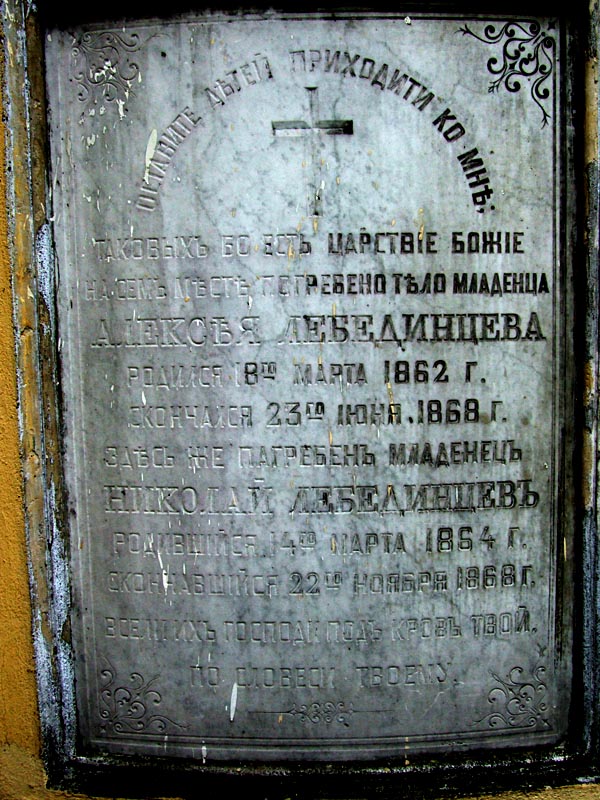 ОСТАВИТЕ ДѢТЕЙ ПРИХОДИТИ КО МНѢ;
ТАКОВЫХЪ БО ЕСТЬ ЦАРСТВІЕ БОЖІЕ
НА СЕМЪ МѢСТѢ ПОГРЕБЕНО ТѢЛО МЛАДЕНЦА
АЛЕКСѢЯ ЛЕБЕДИНЦЕВА
РОДИЛСЯ 18го МАРТА 1862 Г.
СКОНЧАЛСЯ 23го ІЮНЯ. 1868 Г.
ЗДѢСЬ ЖЕ ПАГРЕБЕНЪ МЛАДЕНЕЦЪ
НИКОЛАЙ ЛЕБЕДИНЦЕВЪ
РОДИВШІЙСЯ 14го МАРТА 1864 Г.
СКОНЧАВШІЙСЯ 22го НОЯБРЯ 1868 Г.
ВСЕЛИ ИХЪ ГОСПОДИ ПОДЪ КРОВЪ ТВОЙ.
ПО СЛОВЕСИ ТВОЕМУ.